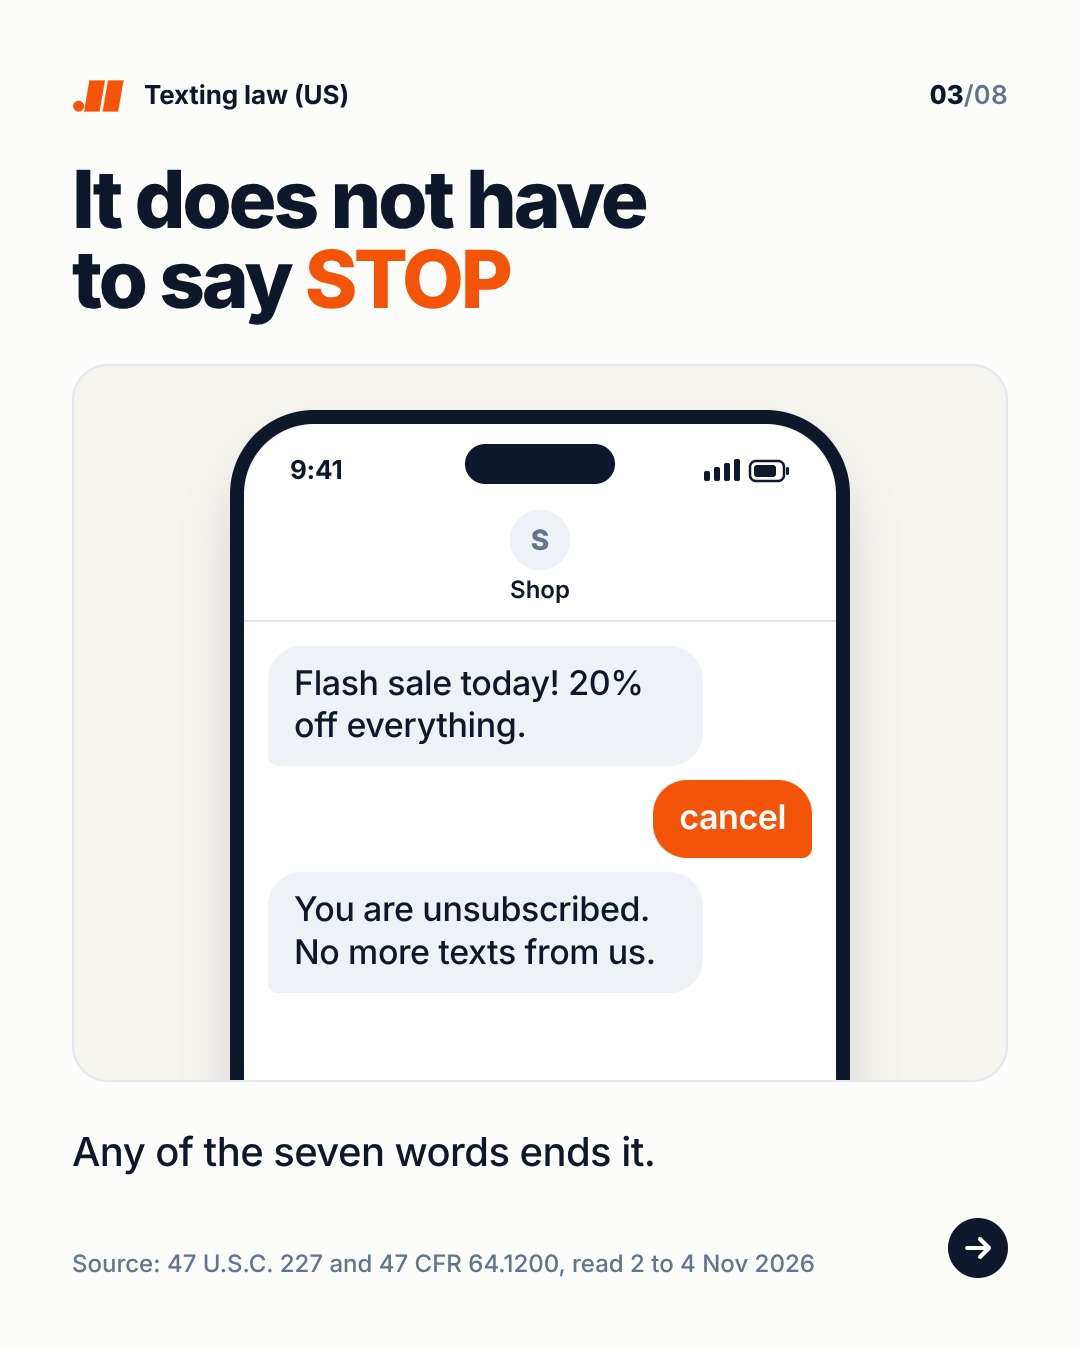 Texting law (US)
03/08
It does not have
to say STOP
9:41
S
Shop
Flash sale today! 20%
off everything.
cancel
You are unsubscribed.
No more texts from us.
Any of the seven words ends it.
Source: 47 U.S.C. 227 and 47 CFR 64.1200, read 2 to 4 Nov 2026